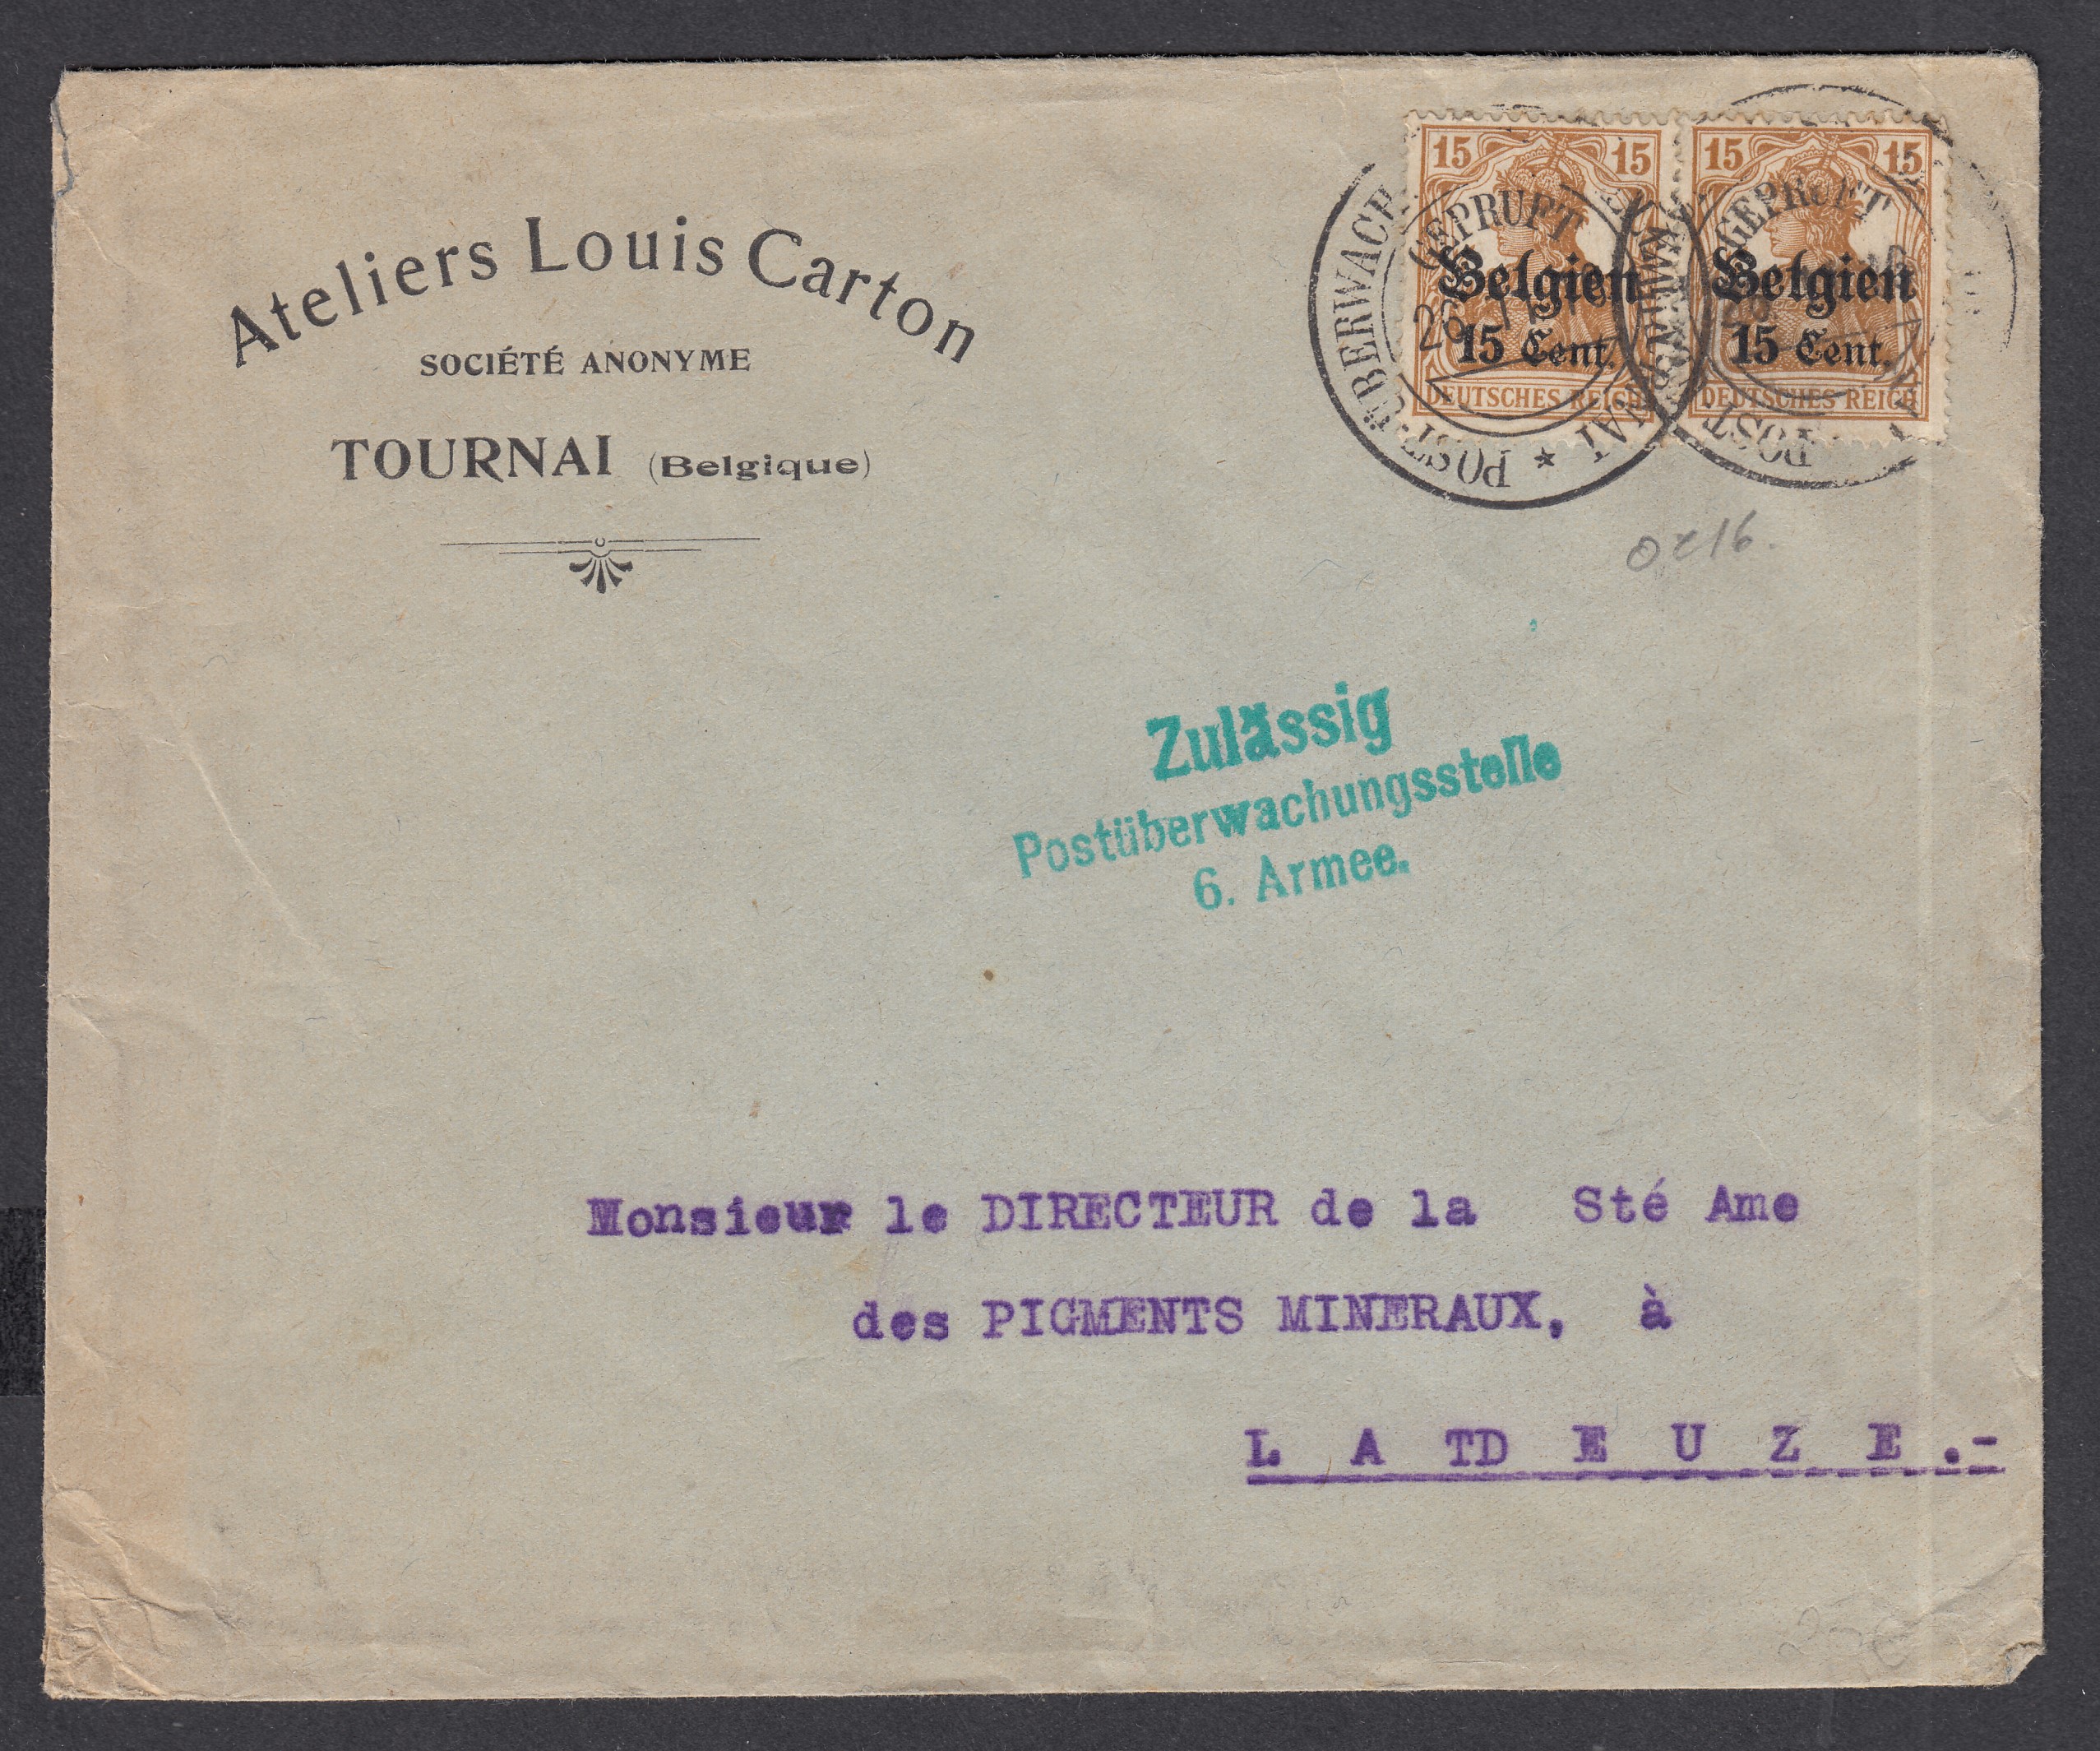 Ateliers Louis Carton
SOCIÉTÉ ANONYME
TOURNAI (Belgique)
15 15
Belgien
15 Cent.
DEUTSCHES REICH
15 15
Belgien
15 Cent.
DEUTSCHES REICH
GEPRÜFT
GEPRÜFT
POST
Zulässig
Postüberwachungsstelle
6. Armee.
Monsieur le DIRECTEUR de la Sté Ame
des PIGMENTS MINERAUX, à
L A TD E U Z E.-